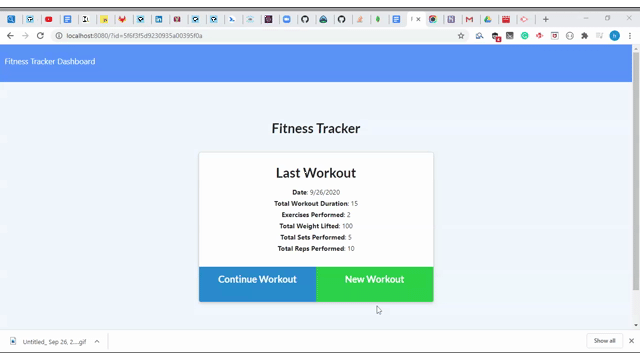 localhost:8080/?id=5f6f3f5d9230935a00395f0a
Fitness Tracker Dashboard
Fitness Tracker
Last Workout
Date: 9/26/2020
Total Workout Duration: 15
Exercises Performed: 2
Total Weight Lifted: 100
Total Sets Performed: 5
Total Reps Performed: 10
Continue Workout
New Workout
Untitled_ Sep 26, 2....gif
Show all